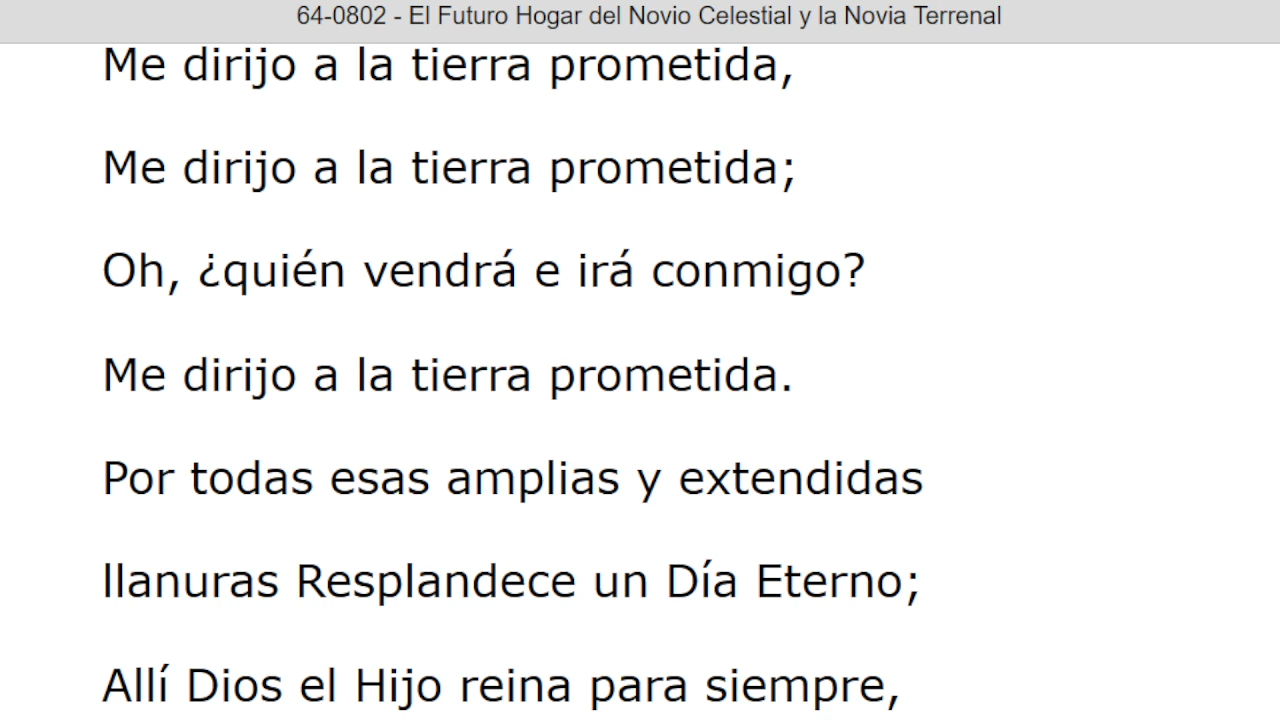 64-0802 - El Futuro Hogar del Novio Celestial y la Novia Terrenal
Me dirijo a la tierra prometida,
Me dirijo a la tierra prometida;
Oh, ¿quién vendrá e irá conmigo?
Me dirijo a la tierra prometida.
Por todas esas amplias y extendidas
llanuras Resplandece un Día Eterno;
Allí Dios el Hijo reina para siempre,